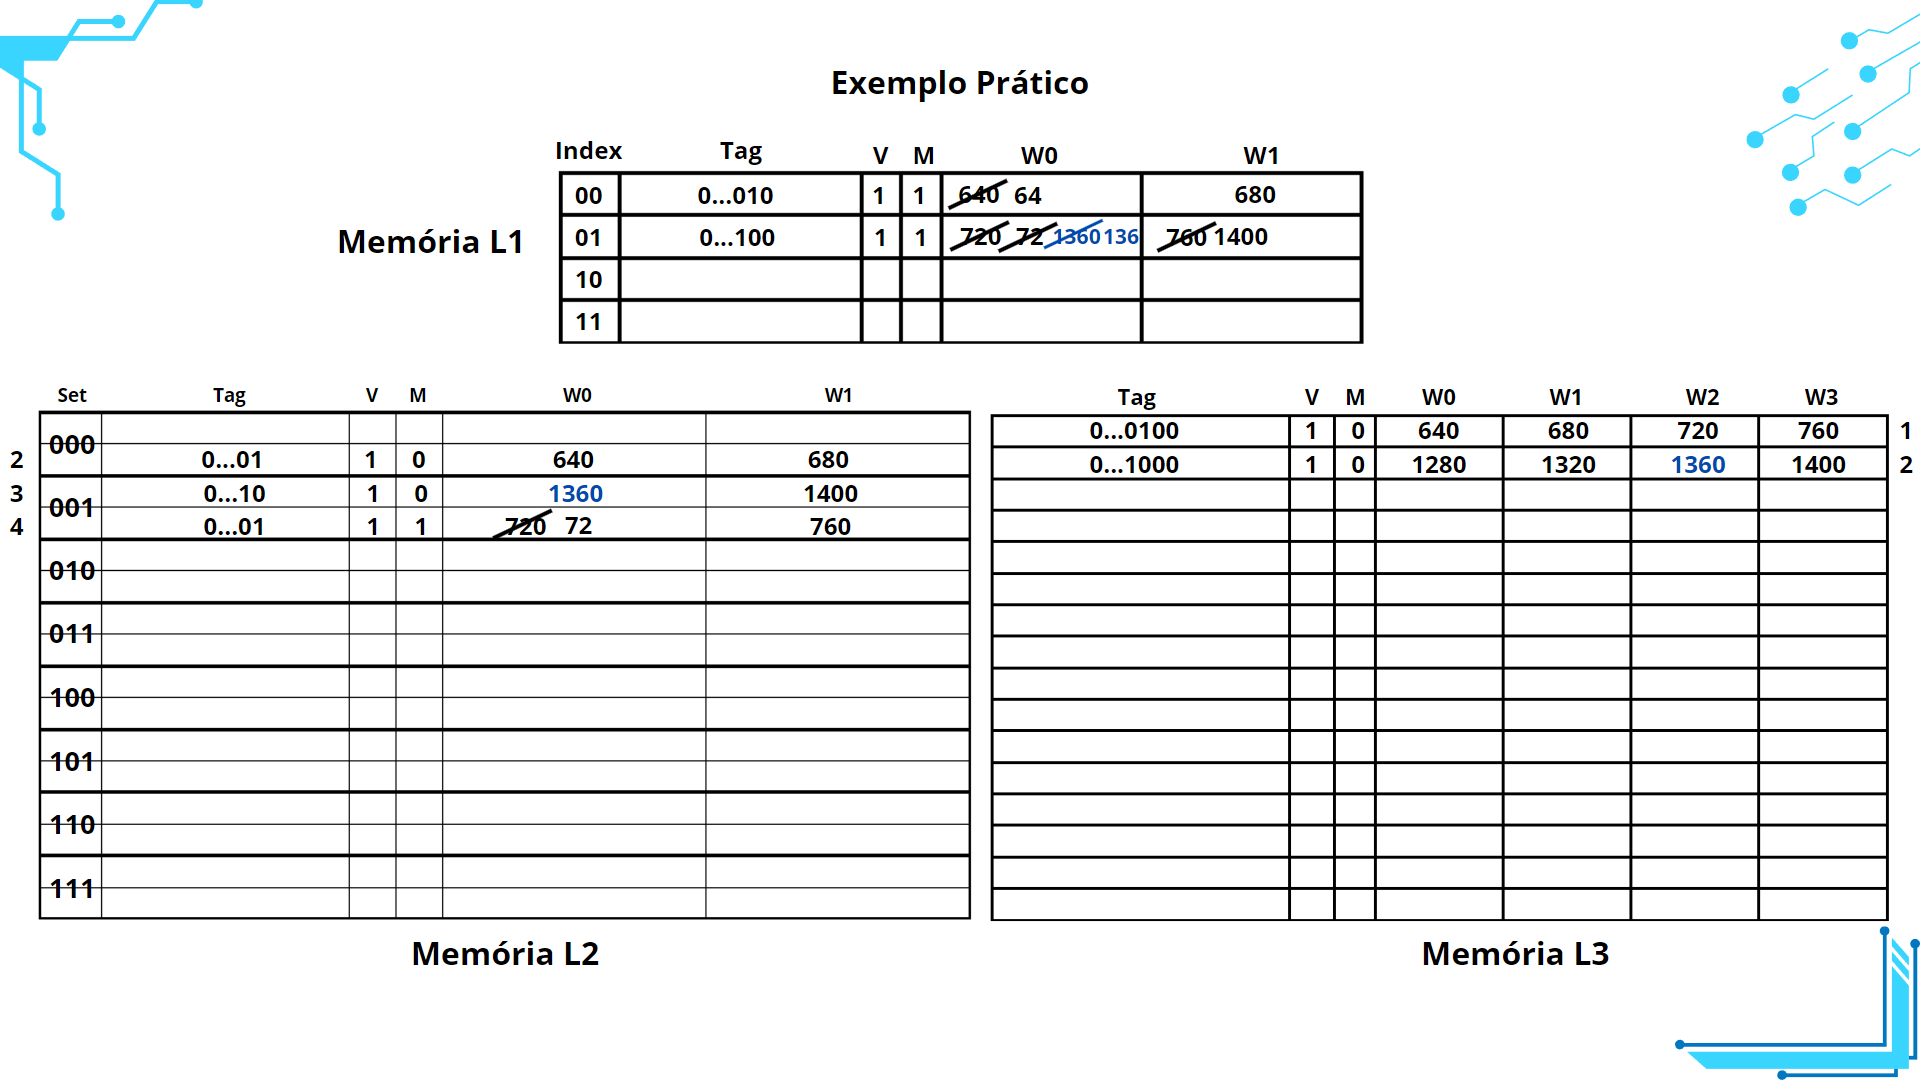 Exemplo Prático
Index Tag V M W0 W1
00 0...010 1 1 640 64 680
Memória L1
01 0...100 1 1 720 72 1360 136 760 1400
10
11
Set Tag V M W0 W1
000
2 0...01 1 0 640 680
3 0...10 1 0 1360 1400
001
4 0...01 1 1 720 72 760
010
011
100
101
110
111
Memória L2
Tag V M W0 W1 W2 W3
0...0100 1 0 640 680 720 760 1
0...1000 1 0 1280 1320 1360 1400 2
Memória L3